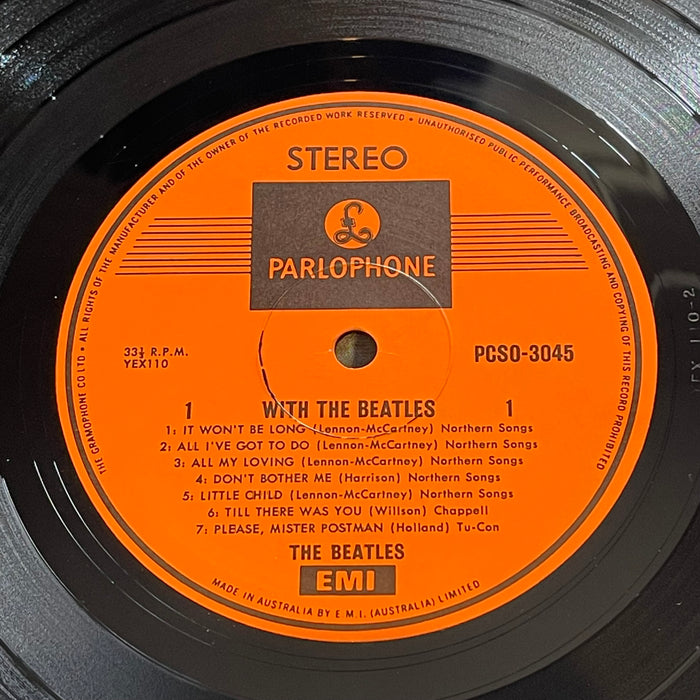 THE GRAMOPHONE CO LTD • ALL RIGHTS OF THE MANUFACTURER AND OF THE OWNER OF THE RECORDED WORK RESERVED • UNAUTHORISED PUBLIC PERFORMANCE BROADCASTING AND COPYING OF THIS RECORD PROHIBITED
STEREO
£
PARLOPHONE
33⅓ R.P.M.
YEX110
PCSO-3045
1 WITH THE BEATLES 1
1: IT WON'T BE LONG (Lennon-McCartney) Northern Songs
2: ALL I'VE GOT TO DO (Lennon-McCartney) Northern Songs
3: ALL MY LOVING (Lennon-McCartney) Northern Songs
4: DON'T BOTHER ME (Harrison) Northern Songs
5: LITTLE CHILD (Lennon-McCartney) Northern Songs
6: TILL THERE WAS YOU (Willson) Chappell
7: PLEASE, MISTER POSTMAN (Holland) Tu-Con
THE BEATLES
EMI
MADE IN AUSTRALIA BY E.M.I. (AUSTRALIA) LIMITED